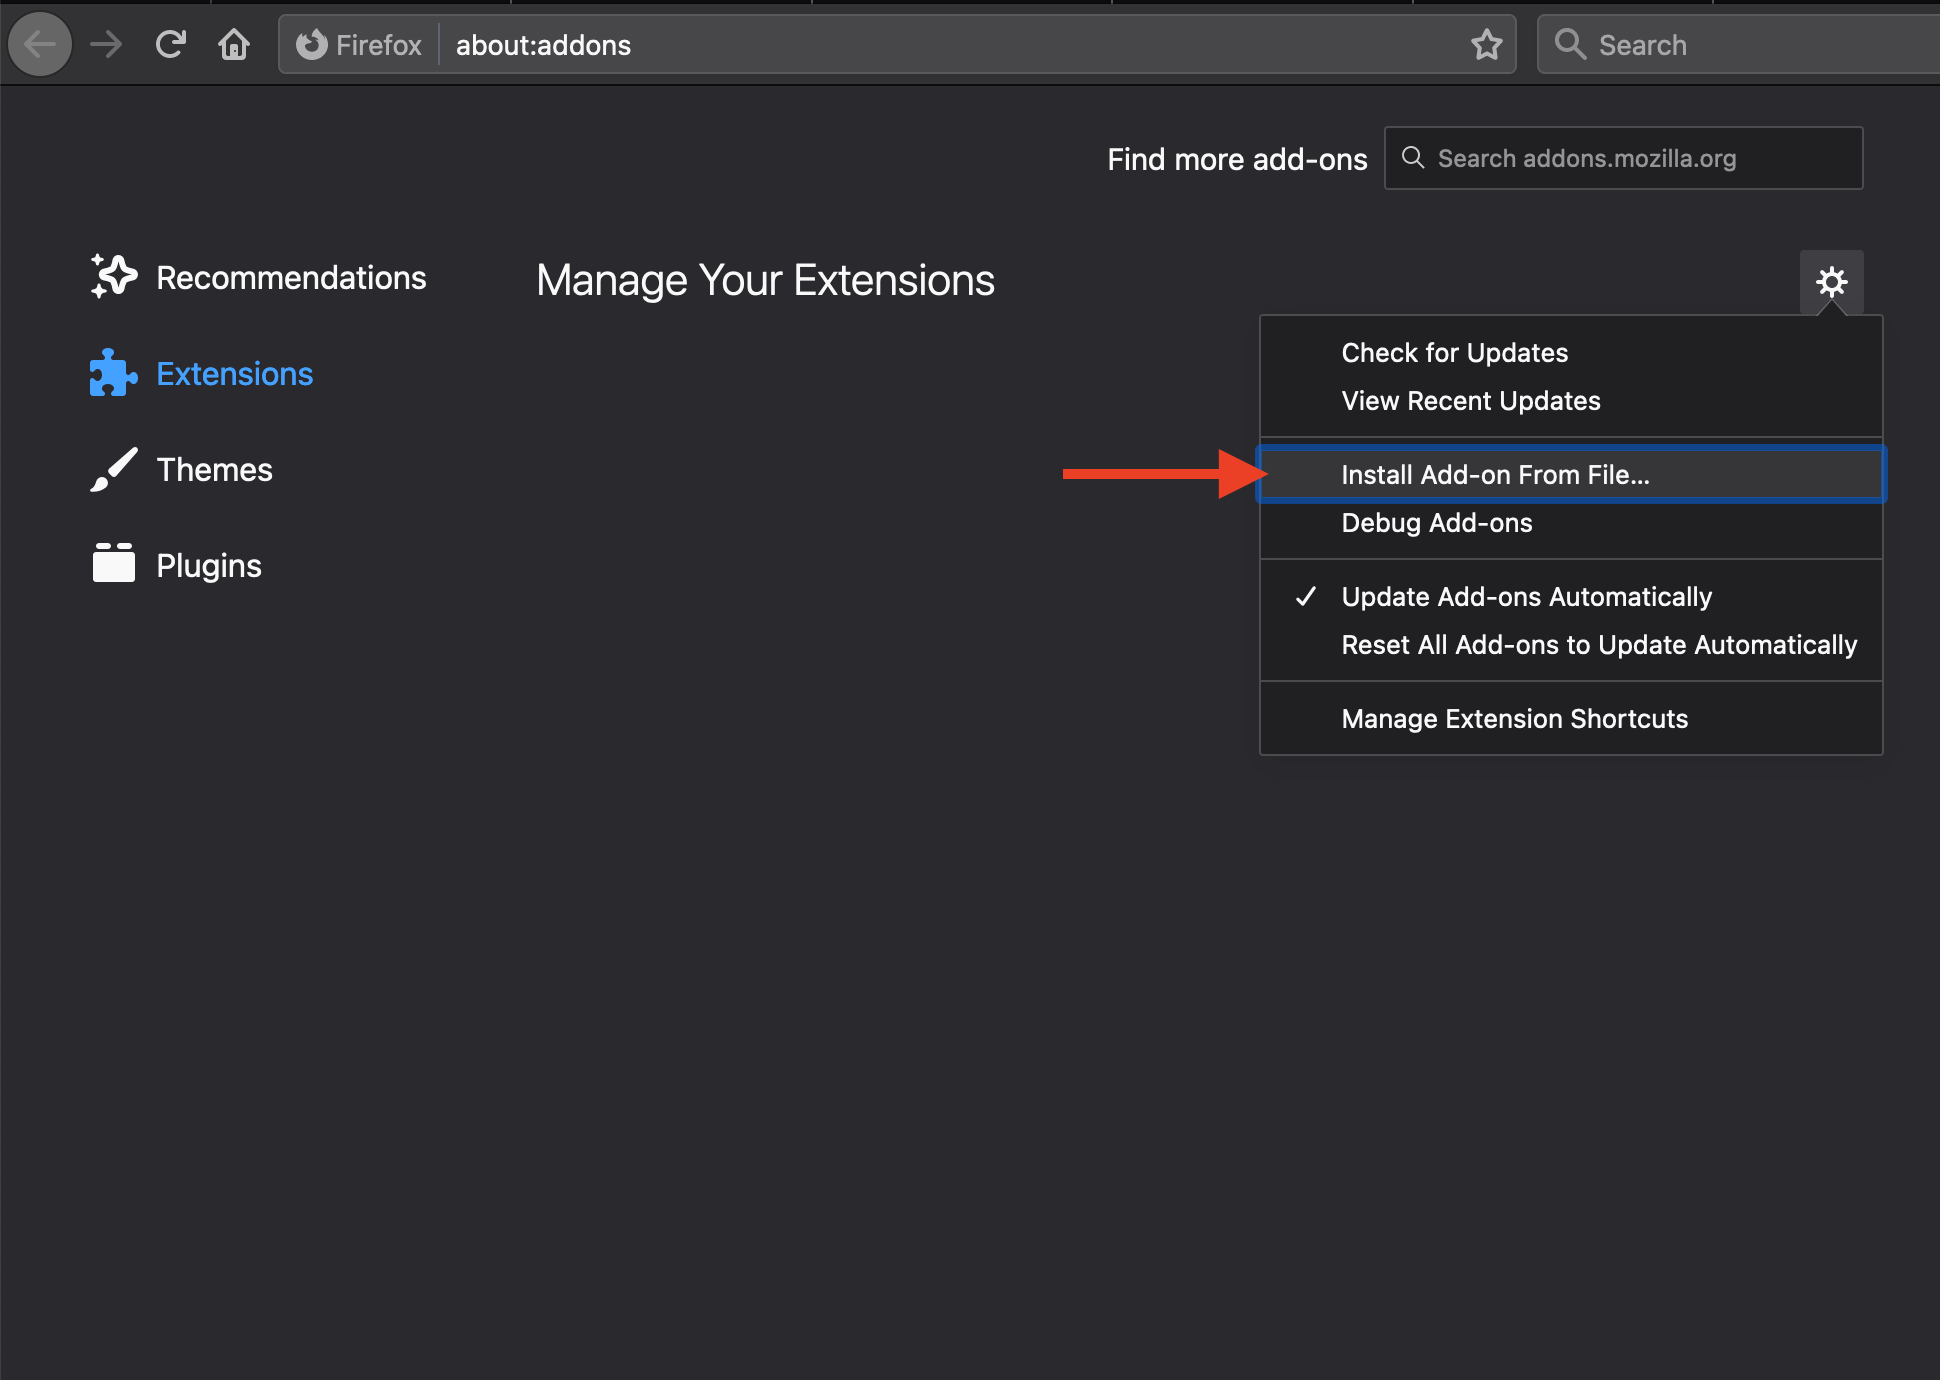 Firefox about:addons
Search
Find more add-ons
Search addons.mozilla.org
Recommendations
Extensions
Themes
Plugins
Manage Your Extensions
Check for Updates
View Recent Updates
Install Add-on From File...
Debug Add-ons
Update Add-ons Automatically
Reset All Add-ons to Update Automatically
Manage Extension Shortcuts